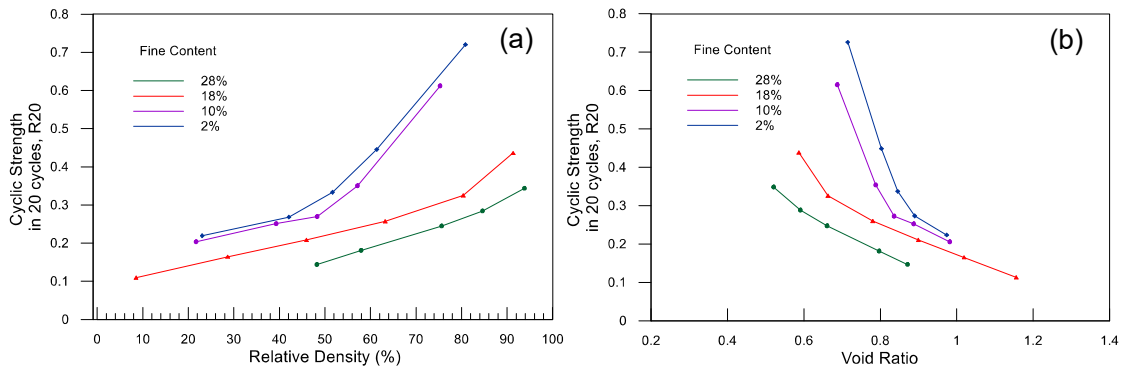 (a)
Fine Content
28%
18%
10%
2%
Cyclic Strength
in 20 cycles, R20
0.8
0.7
0.6
0.5
0.4
0.3
0.2
0.1
0
0 10 20 30 40 50 60 70 80 90 100
Relative Density (%)
(b)
Fine Content
28%
18%
10%
2%
Cyclic Strength
in 20 cycles, R20
0.8
0.7
0.6
0.5
0.4
0.3
0.2
0.1
0
0.2 0.4 0.6 0.8 1 1.2 1.4
Void Ratio